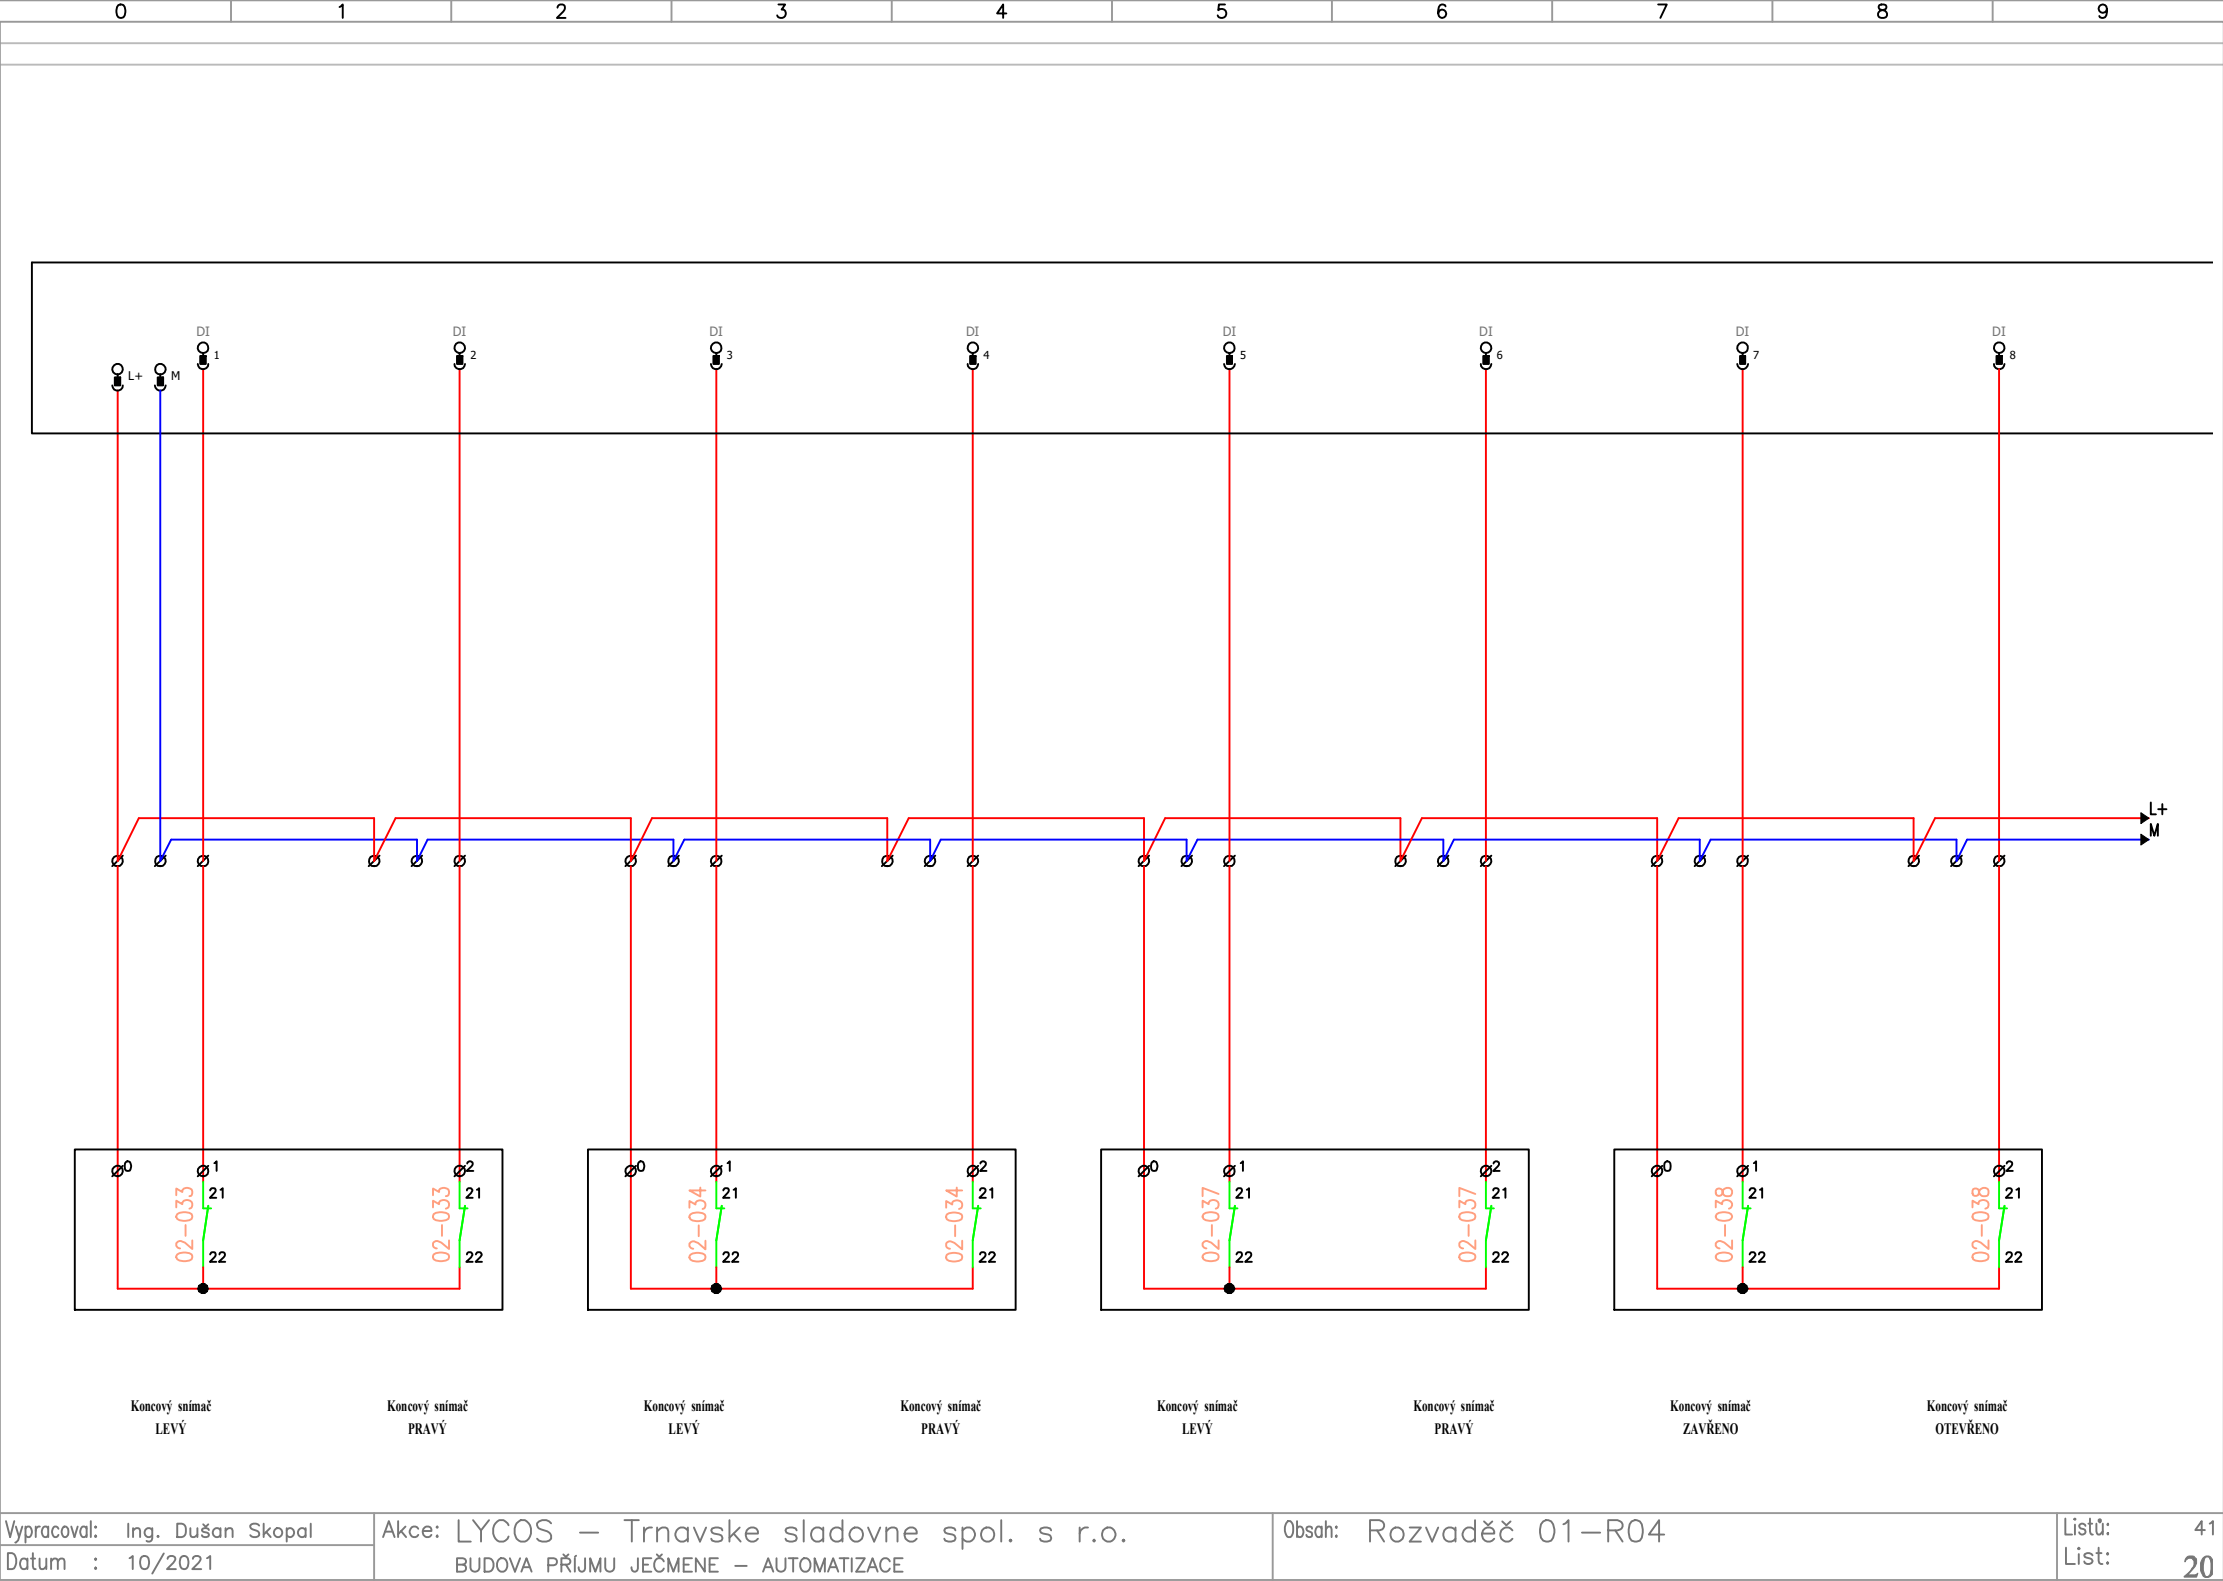 0 1 2 3 4 5 6 7 8 9
DI DI DI DI DI DI DI DI
1 2 3 4 5 6 7 8
L+ M
L+
M
0 1 2 0 1 2 0 1 2 0 1 2
21 21 21 21 21 21 21 21
02-033 02-033 02-034 02-034 02-037 02-037 02-038 02-038
22 22 22 22 22 22 22 22
Koncový snímač Koncový snímač Koncový snímač Koncový snímač Koncový snímač Koncový snímač Koncový snímač Koncový snímač
LEVÝ PRAVÝ LEVÝ PRAVÝ LEVÝ PRAVÝ ZAVŘENO OTEVŘENO
Vypracoval: Ing. Dušan Skopal
Datum : 10/2021
Akce: LYCOS – Trnavske sladovne spol. s r.o.
BUDOVA PŘÍJMU JEČMENE – AUTOMATIZACE
Obsah: Rozvaděč 01-R04
Listů: 41
List: 20